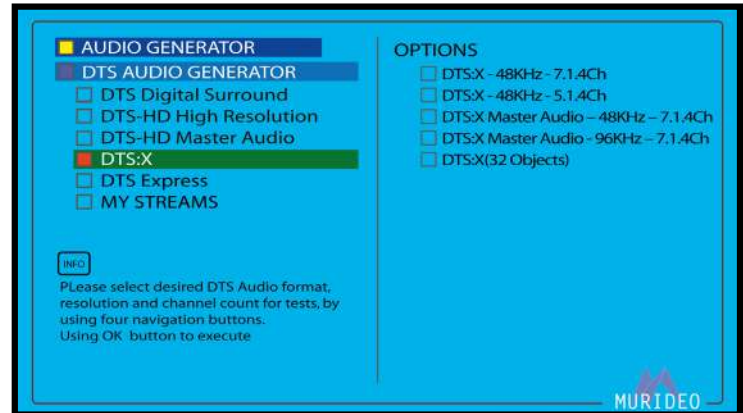 AUDIO GENERATOR
DTS AUDIO GENERATOR
DTS Digital Surround
DTS-HD High Resolution
DTS-HD Master Audio
DTS:X
DTS Express
MY STREAMS
INFO
PLease select desired DTS Audio format,
resolution and channel count for tests, by
using four navigation buttons.
Using OK button to execute
OPTIONS
DTS:X - 48KHz - 7.1.4Ch
DTS:X - 48KHz - 5.1.4Ch
DTS:X Master Audio – 48KHz – 7.1.4Ch
DTS:X Master Audio - 96KHz – 7.1.4Ch
DTS:X(32 Objects)
MURIDEO